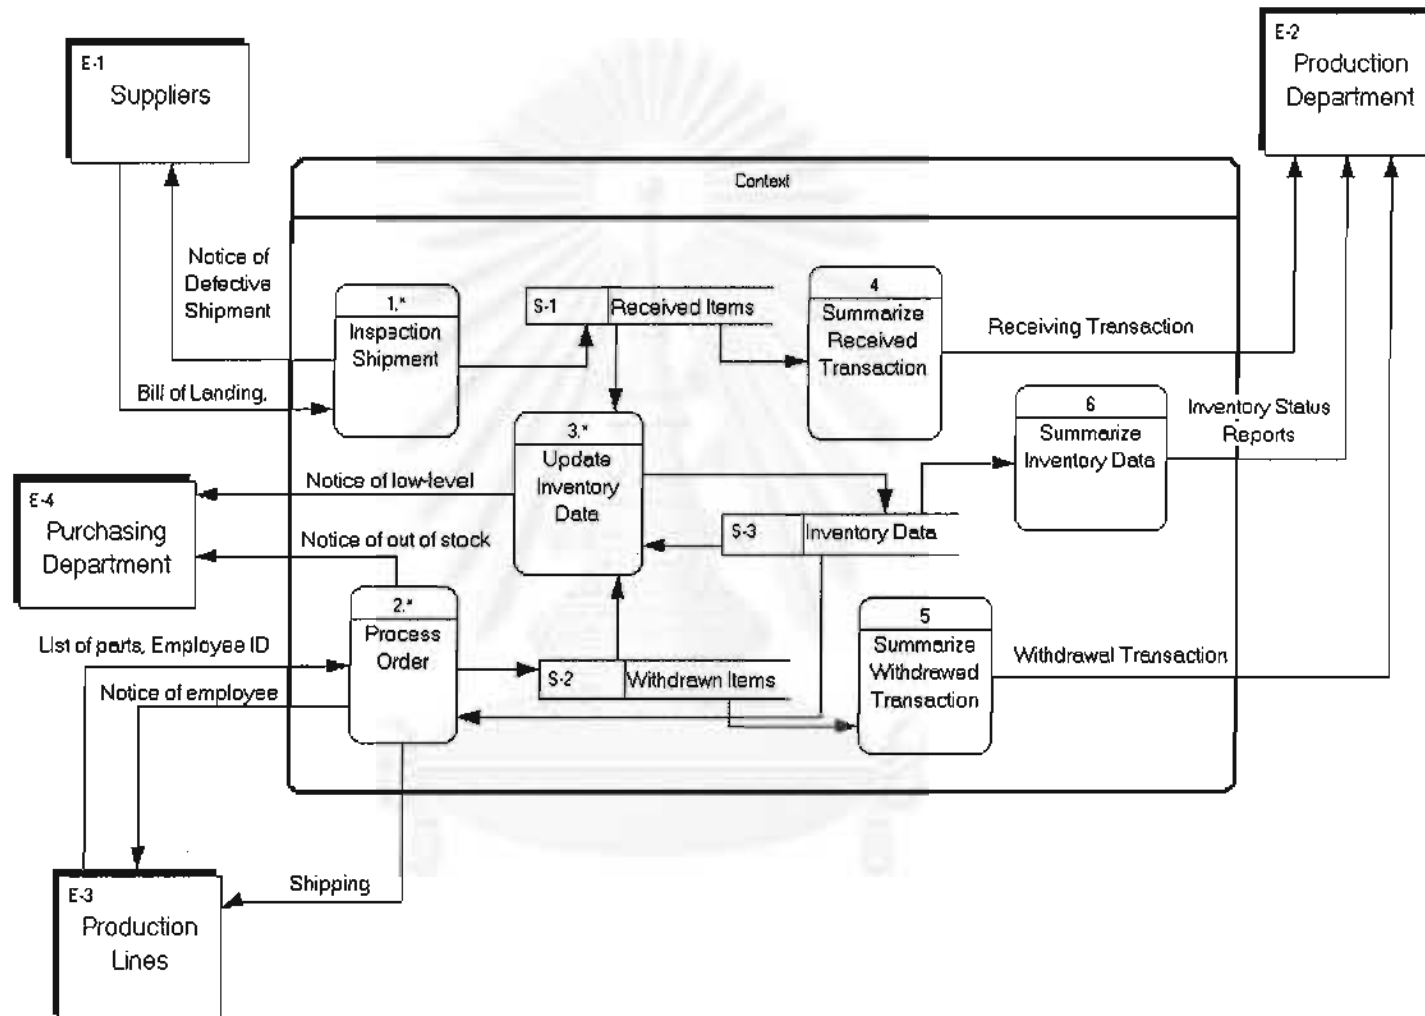 E-1
Suppliers
E-2
Production
Department
Context
Notice of
Defective
Shipment
1.*
Inspection
Shipment
S-1 Received Items
4
Summarize
Received
Transaction
Receiving Transaction
Bill of Landing.
3.*
Update
Inventory
Data
6
Summarize
Inventory Data
Inventory Status
Reports
Notice of low-level
E-4
Purchasing
Department
Notice of out of stock
S-3 Inventory Data
2.*
Process
Order
List of parts, Employee ID
Notice of employee
S-2 Withdrawn Items
5
Summarize
Withdrawed
Transaction
Withdrawal Transaction
Shipping
E-3
Production
Lines